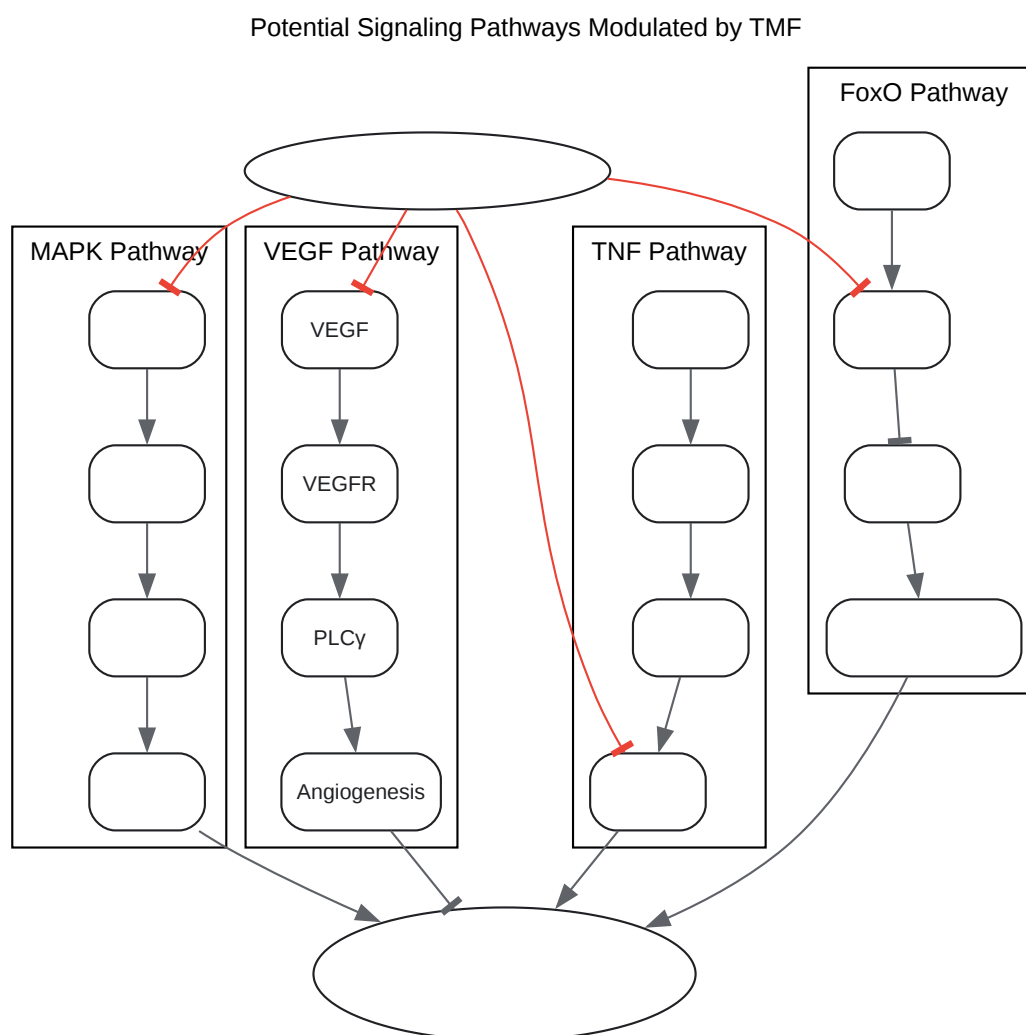 Potential Signaling Pathways Modulated by TMF
FoxO Pathway
MAPK Pathway
VEGF Pathway
TNF Pathway
VEGF
VEGFR
PLCγ
Angiogenesis